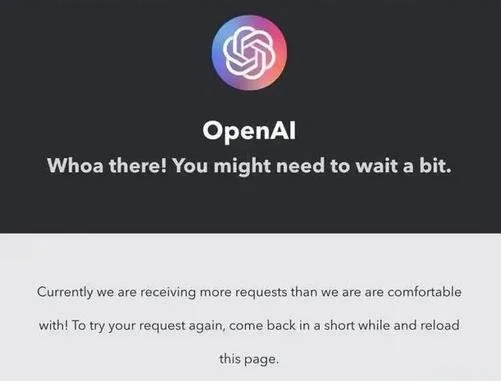 OpenAI
Whoa there! You might need to wait a bit.
Currently we are receiving more requests than we are are comfortable
with! To try your request again, come back in a short while and reload
this page.